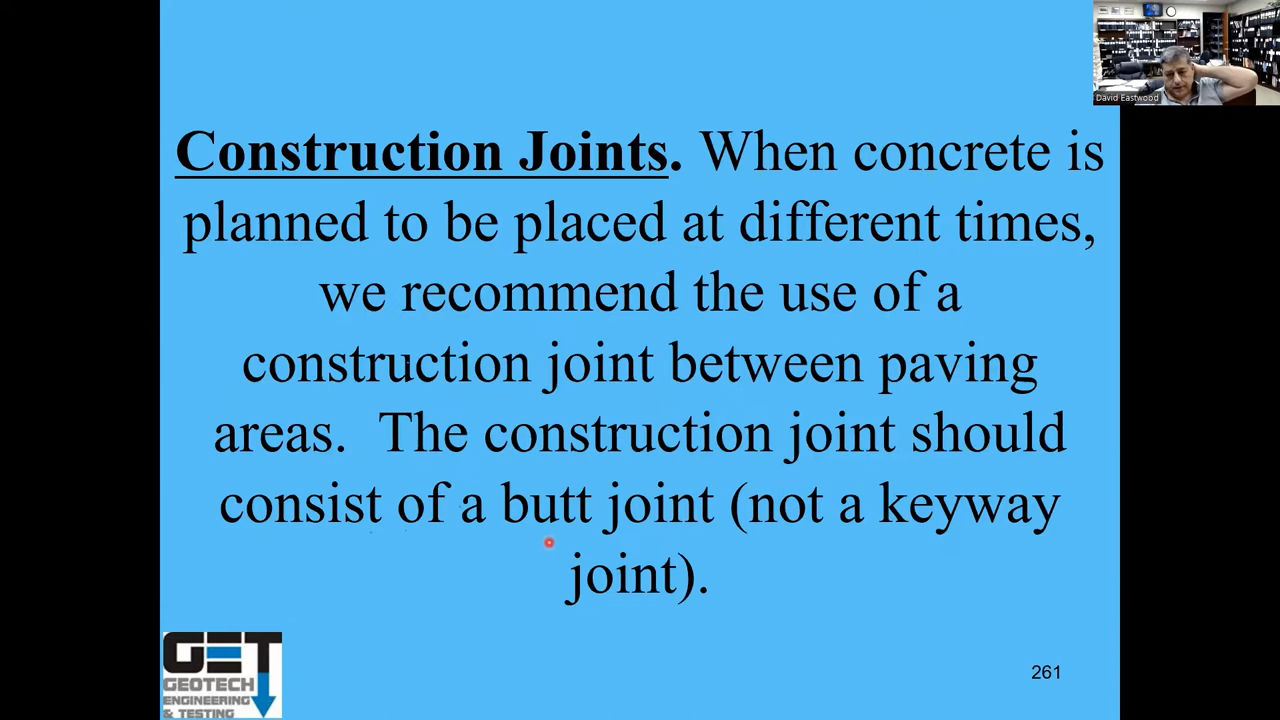 David Eastwood
Construction Joints. When concrete is
planned to be placed at different times,
we recommend the use of a
construction joint between paving
areas.  The construction joint should
consist of a butt joint (not a keyway
joint).
GET
GEOTECH
ENGINEERING
& TESTING
261